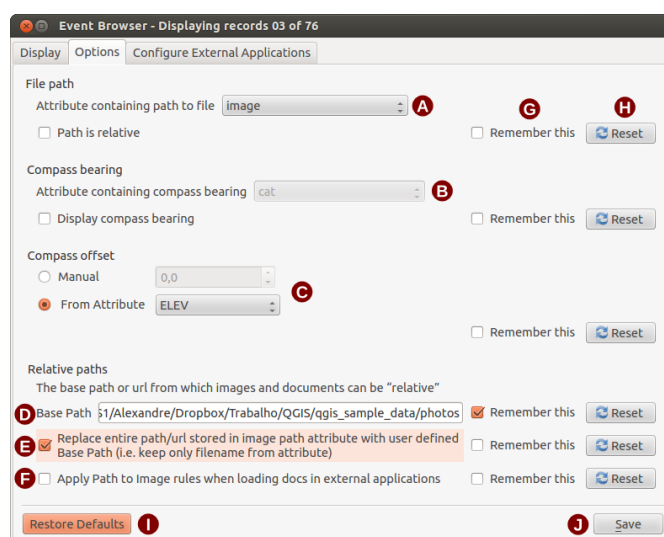 Event Browser - Displaying records 03 of 76
Display Options Configure External Applications
File path
Attribute containing path to file image A G H
Path is relative Remember this Reset
Compass bearing
Attribute containing compass bearing cat B
Display compass bearing Remember this Reset
Compass offset
Manual 0,0
C
From Attribute ELEV
Remember this Reset
Relative paths
The base path or url from which images and documents can be “relative”
D Base Path 51/Alexandre/Dropbox/Trabalho/QGIS/qgis_sample_data/photos Remember this Reset
E Replace entire path/url stored in image path attribute with user defined
Base Path (i.e. keep only filename from attribute) Remember this Reset
F Apply Path to Image rules when loading docs in external applications Remember this Reset
Restore Defaults I J Save